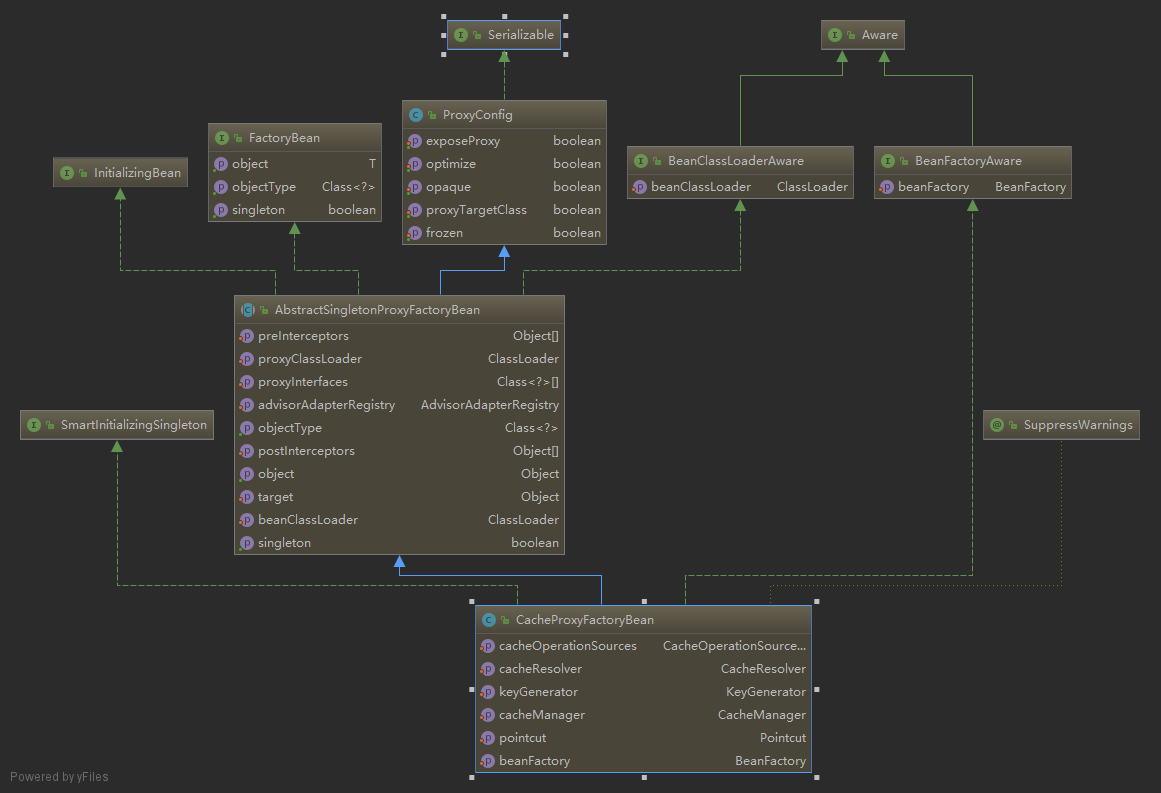 Serializable
Aware
ProxyConfig
exposeProxy boolean
optimize boolean
opaque boolean
proxyTargetClass boolean
frozen boolean
FactoryBean
object T
objectType Class<?>
singleton boolean
InitializingBean
BeanClassLoaderAware
beanClassLoader ClassLoader
BeanFactoryAware
beanFactory BeanFactory
AbstractSingletonProxyFactoryBean
preInterceptors Object[]
proxyClassLoader ClassLoader
proxyInterfaces Class<?>[]
advisorAdapterRegistry AdvisorAdapterRegistry
objectType Class<?>
postInterceptors Object[]
object Object
target Object
beanClassLoader ClassLoader
singleton boolean
SmartInitializingSingleton
@ SuppressWarnings
CacheProxyFactoryBean
cacheOperationSources CacheOperationSource...
cacheResolver CacheResolver
keyGenerator KeyGenerator
cacheManager CacheManager
pointcut Pointcut
beanFactory BeanFactory
Powered by yFiles